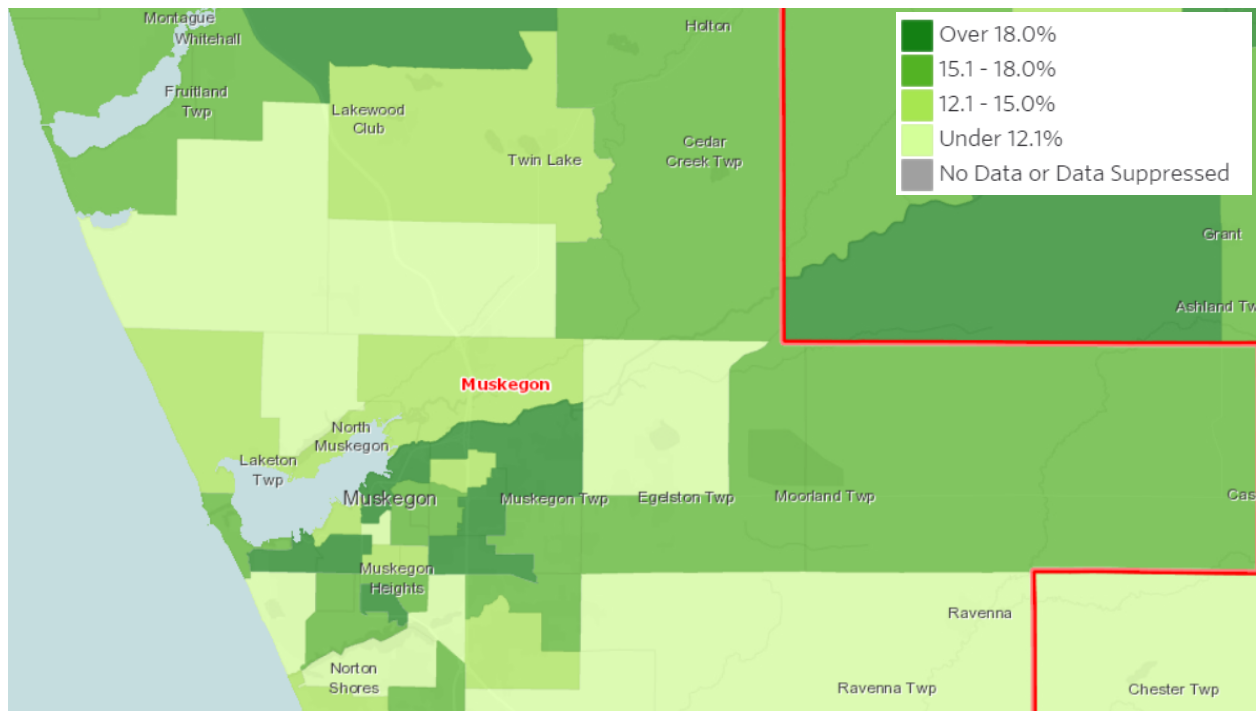 Montague
Whitehall
Holton
Over 18.0%
15.1 - 18.0%
12.1 - 15.0%
Under 12.1%
No Data or Data Suppressed
Fruitland
Twp
Lakewood
Club
Twin Lake
Cedar
Creek Twp
Grant
Ashland Tw
Muskegon
North
Muskegon
Laketon
Twp
Muskegon
Muskegon Twp
Egelston Twp
Moorland Twp
Cas
Muskegon
Heights
Ravenna
Norton
Shores
Ravenna Twp
Chester Twp